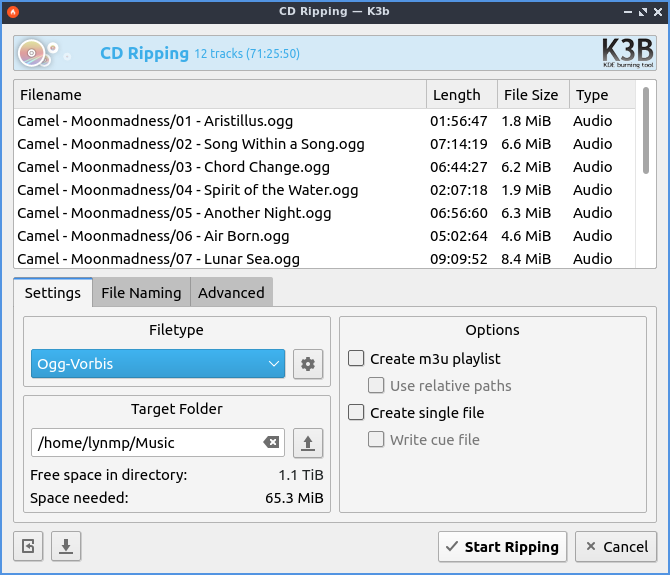 CD Ripping — K3b
CD Ripping 12 tracks (71:25:50)
K3B
KDE burning tool
Filename Length File Size Type
Camel - Moonmadness/01 - Aristillus.ogg 01:56:47 1.8 MiB Audio
Camel - Moonmadness/02 - Song Within a Song.ogg 07:14:19 6.6 MiB Audio
Camel - Moonmadness/03 - Chord Change.ogg 06:44:27 6.2 MiB Audio
Camel - Moonmadness/04 - Spirit of the Water.ogg 02:07:18 1.9 MiB Audio
Camel - Moonmadness/05 - Another Night.ogg 06:56:60 6.3 MiB Audio
Camel - Moonmadness/06 - Air Born.ogg 05:02:64 4.6 MiB Audio
Camel - Moonmadness/07 - Lunar Sea.ogg 09:09:52 8.4 MiB Audio
Settings File Naming Advanced
Filetype
Ogg-Vorbis
Target Folder
/home/lynmp/Music
Free space in directory: 1.1 TiB
Space needed: 65.3 MiB
Options
Create m3u playlist
Use relative paths
Create single file
Write cue file
Start Ripping Cancel